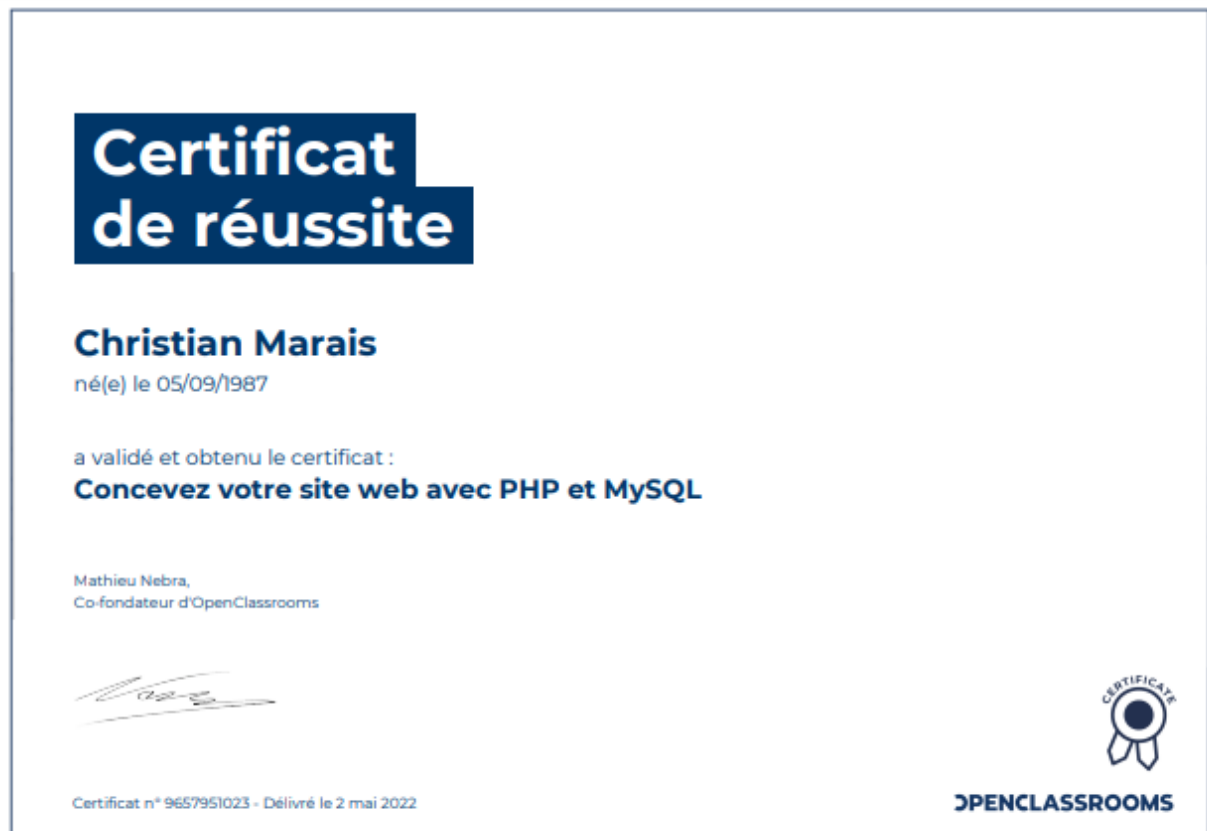 Certificat
de réussite
Christian Marais
né(e) le 05/09/1987
a validé et obtenu le certificat :
Concevez votre site web avec PHP et MySQL
Mathieu Nebra,
Co-fondateur d'OpenClassrooms
CERTIFICATE
Certificat n° 9657951023 - Délivré le 2 mai 2022
OPENCLASSROOMS